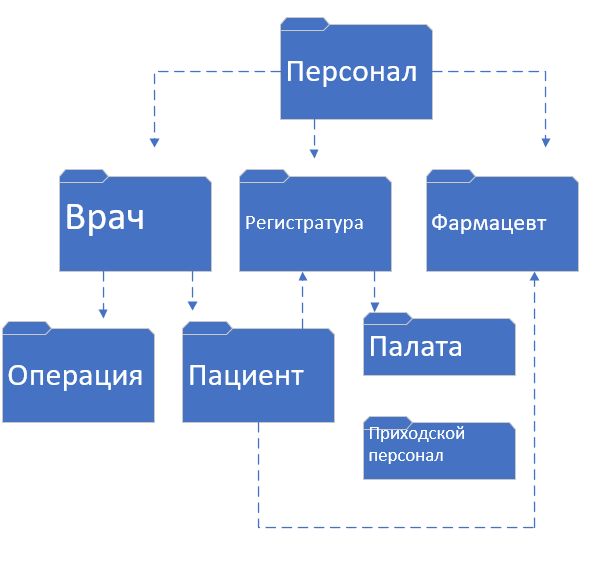 Персонал
Врач
Регистратура
Фармацевт
Операция
Пациент
Палата
Приходской
персонал